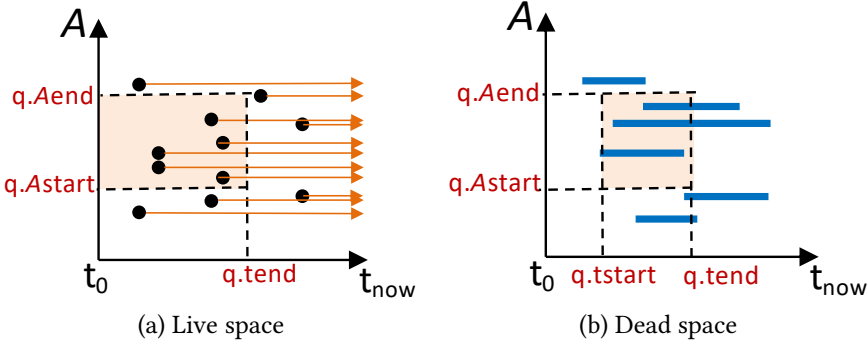 A
q.Aend
q.Astart
t0
q.tend
tnow
(a) Live space
A
q.Aend
q.Astart
t0
q.tstart
q.tend
tnow
(b) Dead space